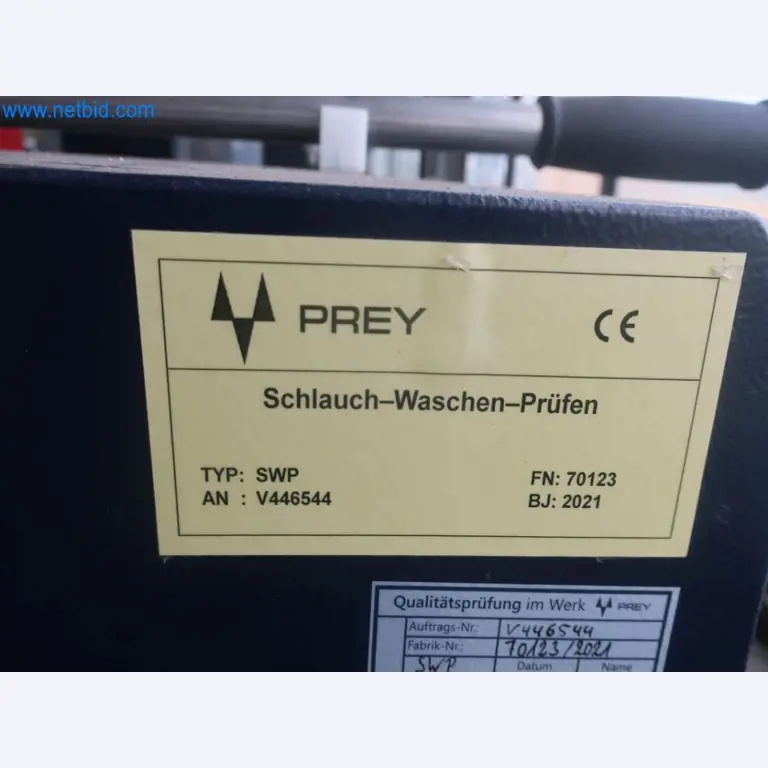 www.netbid.com
PREY CE
Schlauch–Waschen–Prüfen
TYP: SWP FN: 70123
AN : V446544 BJ: 2021
Qualitätsprüfung im Werk PREY
Auftrags-Nr.: V446544
Fabrik-Nr.: 70123/2021
SWP Datum Name